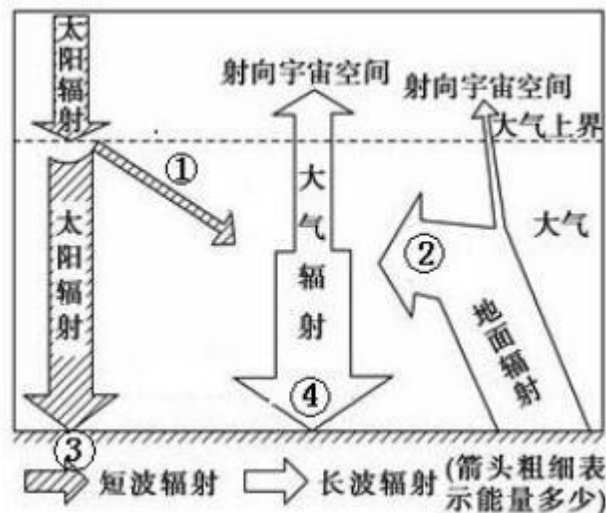 太阳辐射
射向宇宙空间
射向宇宙空间
大气上界
①
太阳辐射
大气辐射
②
大气
地面辐射
④
③
短波辐射
长波辐射
(箭头粗细表
示能量多少)